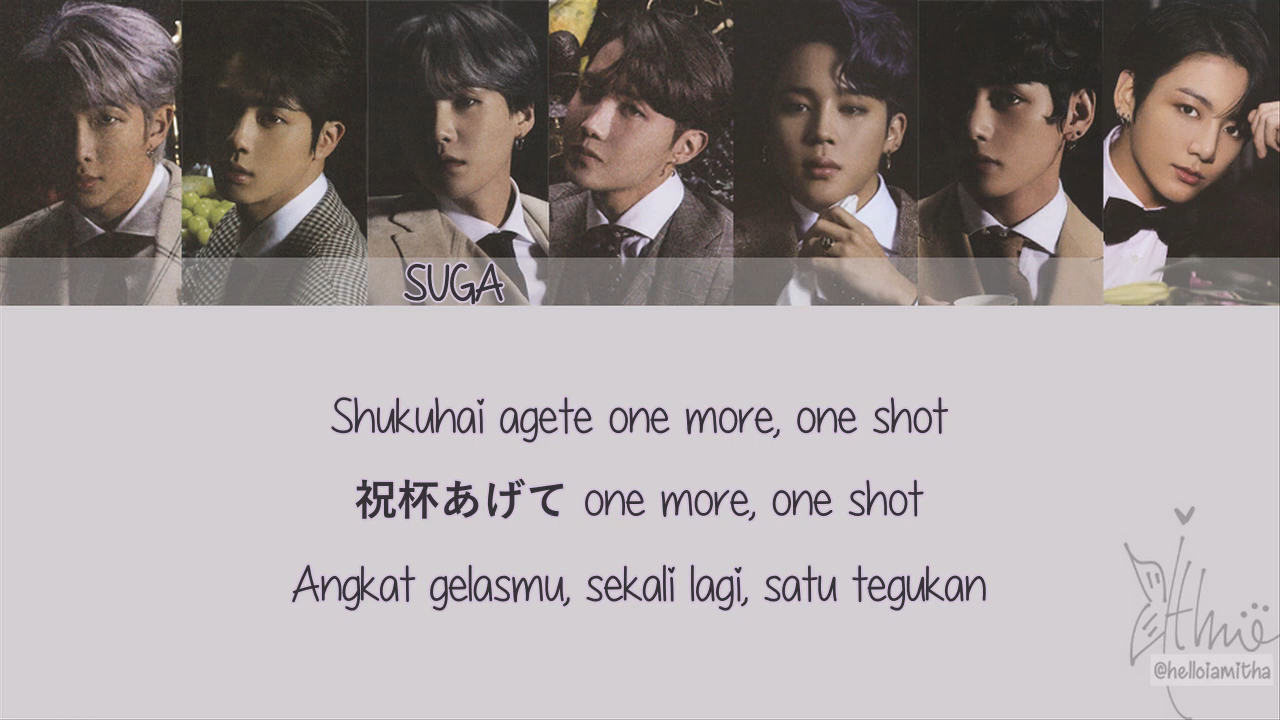 SUGA
Shukuhai agete one more, one shot
祝杯あげて one more, one shot
Angkat gelasmu, sekali lagi, satu tegukan
@helloiamitha